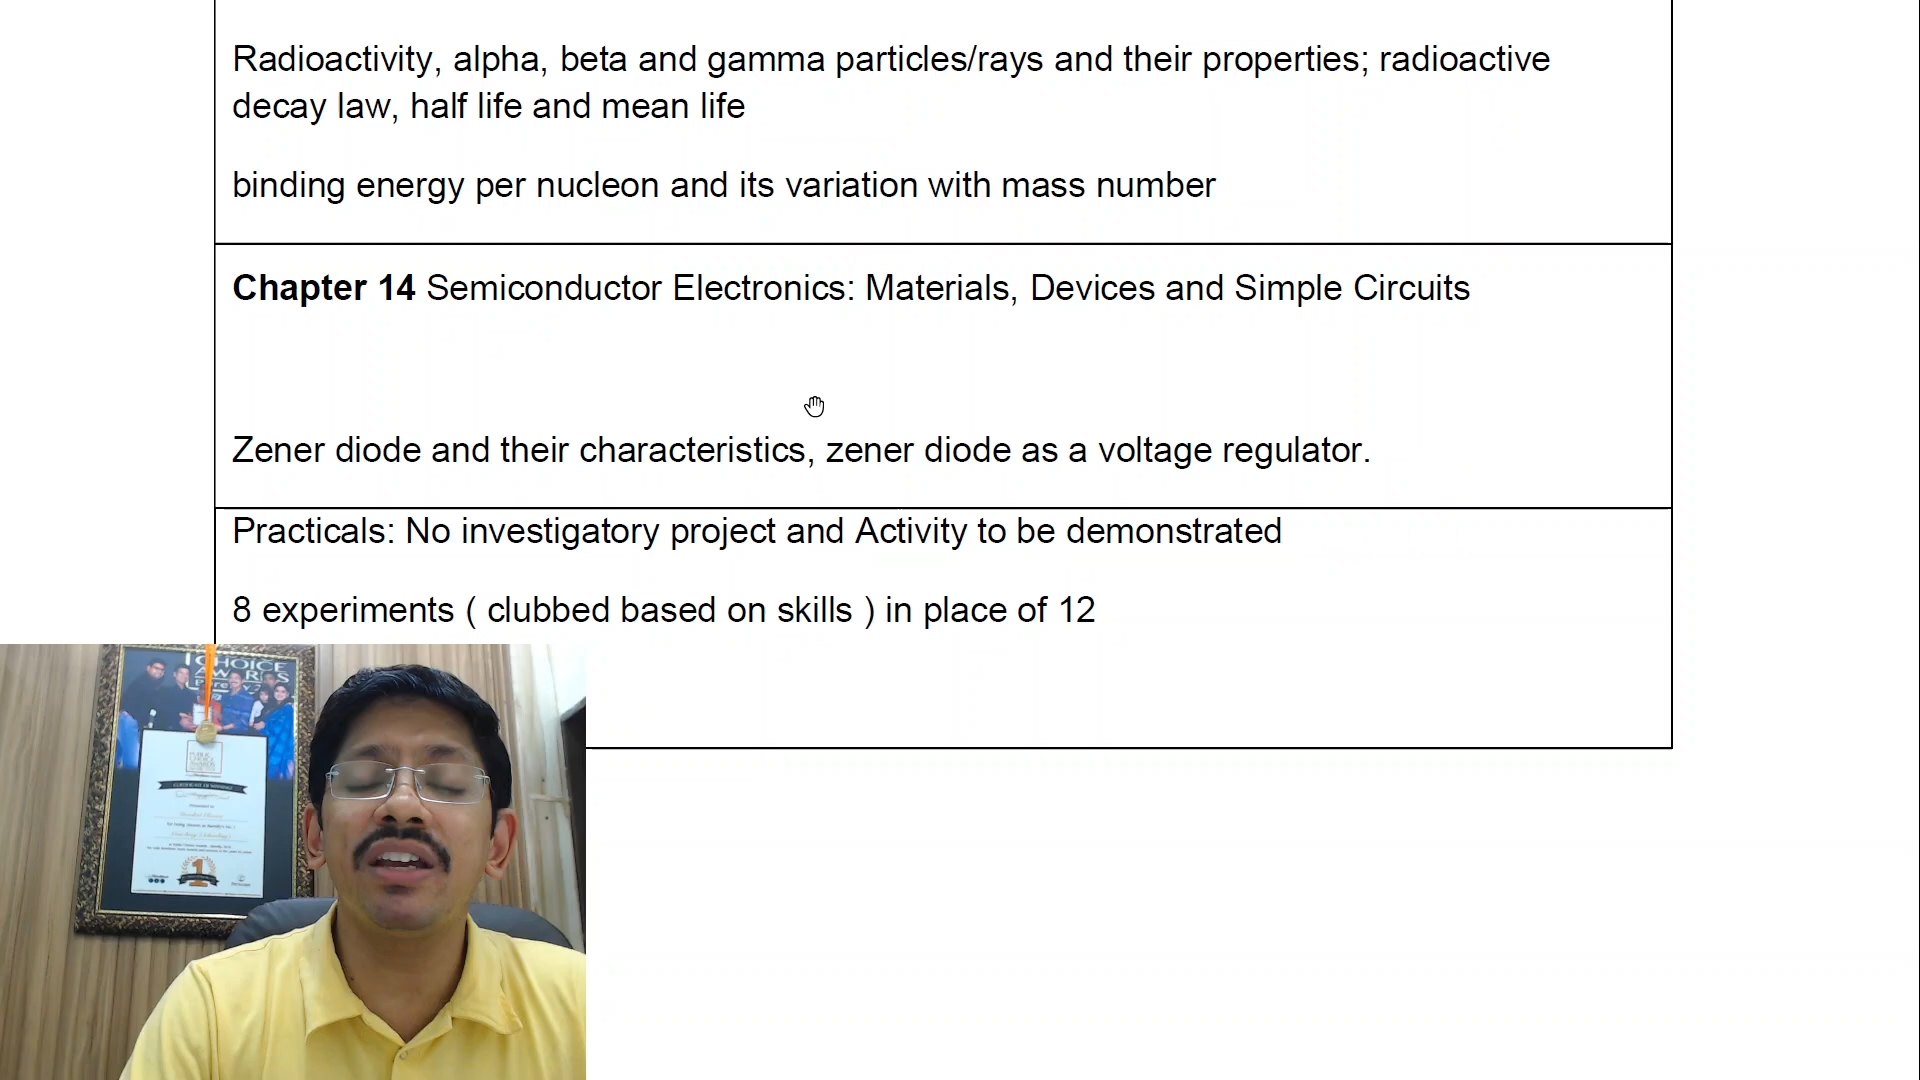 Radioactivity, alpha, beta and gamma particles/rays and their properties; radioactive
decay law, half life and mean life
binding energy per nucleon and its variation with mass number
Chapter 14 Semiconductor Electronics: Materials, Devices and Simple Circuits
Zener diode and their characteristics, zener diode as a voltage regulator.
Practicals: No investigatory project and Activity to be demonstrated
8 experiments ( clubbed based on skills ) in place of 12
CHOICE
1